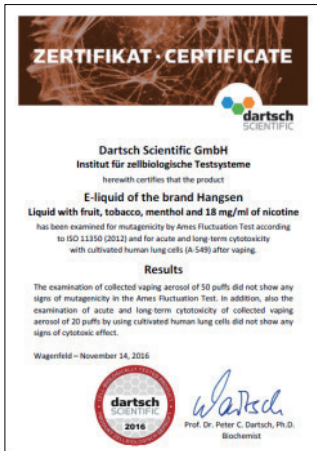 ZERTIFIKAT · CERTIFICATE
dartsch
SCIENTIFIC
Dartsch Scientific GmbH
Institut für zellbiologische Testsysteme
herewith certifies that the product
E-liquid of the brand Hangsen
Liquid with fruit, tobacco, menthol and 18 mg/ml of nicotine
has been examined for mutagenicity by Ames Fluctuation Test according
to ISO 11350 (2012) and for acute and long-term cytotoxicity
with cultivated human lung cells (A-549) after vaping.
Results
The examination of collected vaping aerosol of 50 puffs did not show any
signs of mutagenicity in the Ames Fluctuation Test. In addition, also the
examination of acute and long-term cytotoxicity of collected vaping
aerosol of 20 puffs by using cultivated human lung cells did not show any
signs of cytotoxic effect.
Wagenfeld – November 14, 2016
dartsch
SCIENTIFIC
2016
Prof. Dr. Peter C. Dartsch, Ph.D.
Biochemist